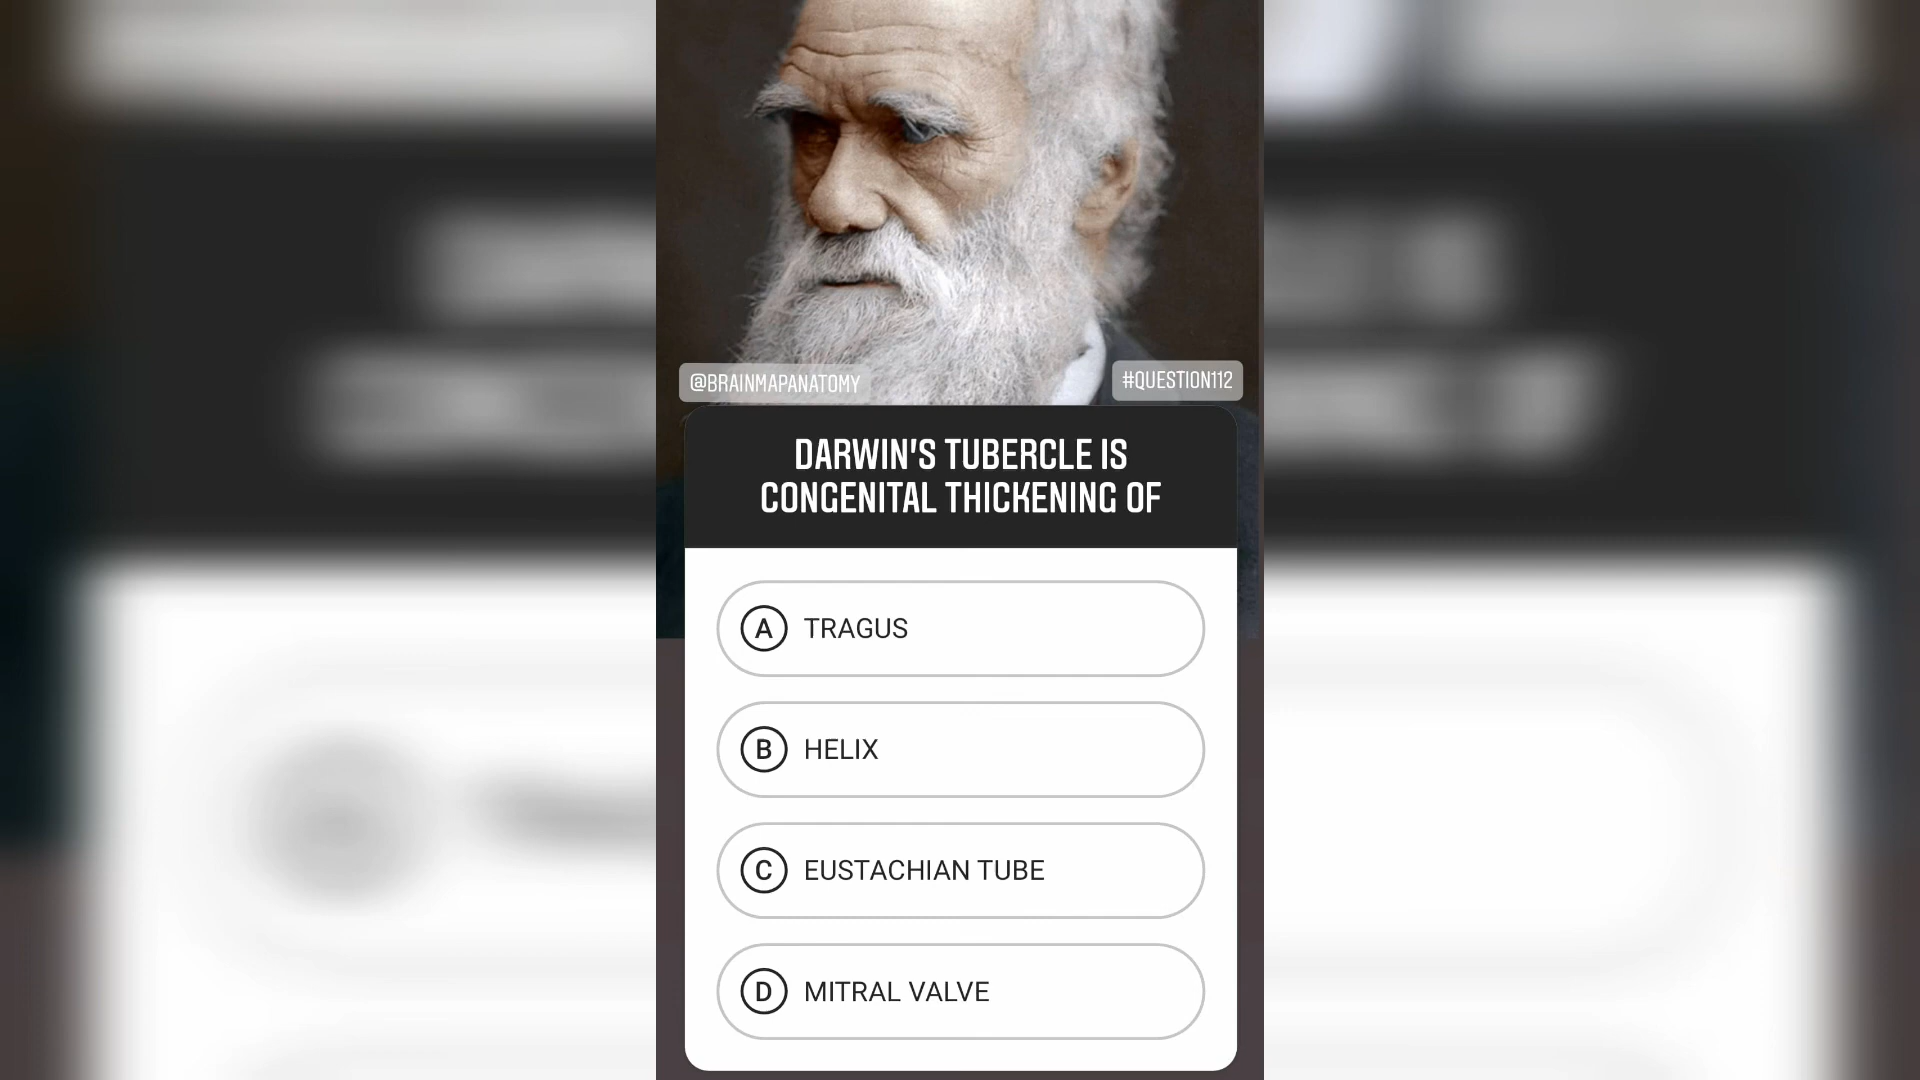 @BRAINMAPANATOMY
#QUESTION112
DARWIN'S TUBERCLE IS
CONGENITAL THICKENING OF
A TRAGUS
B HELIX
C EUSTACHIAN TUBE
D MITRAL VALVE